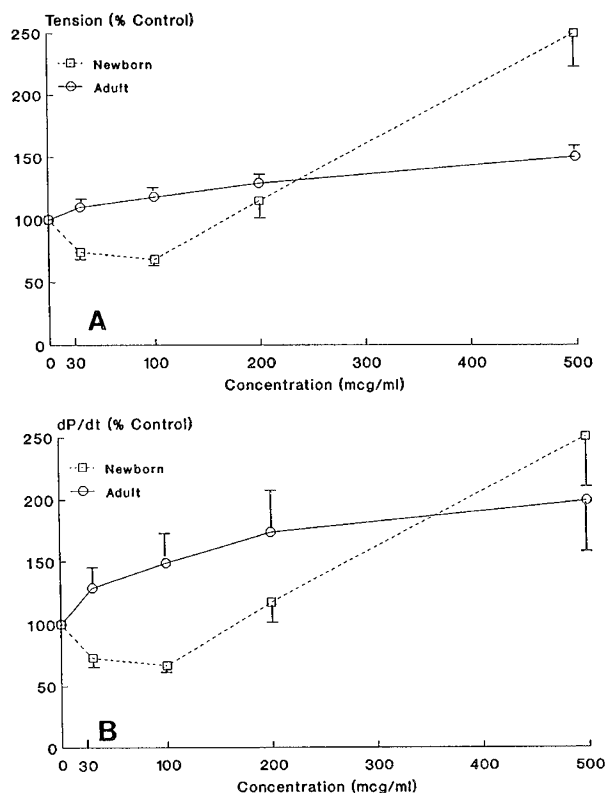 Tension (% Control)
250
Newborn
Adult
200
150
100
50
A
0
0 30 100 200 300 400 500
Concentration (mcg/ml)
dP/dt (% Control)
250
Newborn
Adult
200
150
100
50
B
0
0 30 100 200 300 400 500
Concentration (mcg/ml)